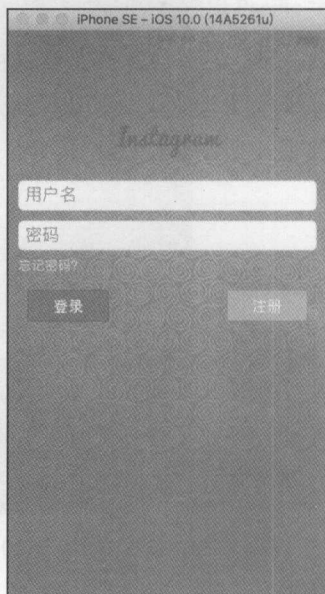 iPhone SE – iOS 10.0 (14A5261u)
Instagram
用户名
密码
忘记密码?
登录 注册